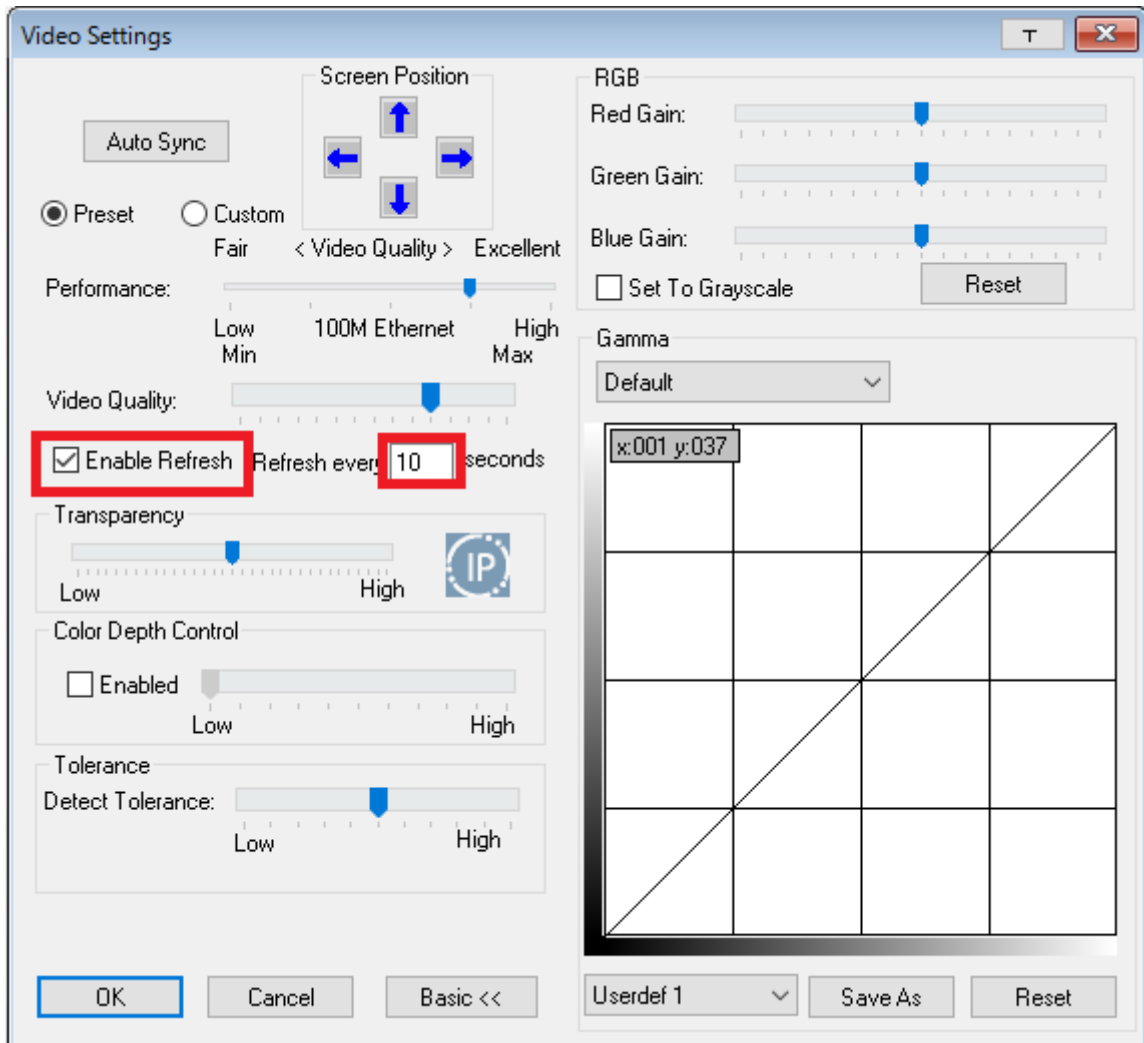 Video Settings
T
Screen Position
Auto Sync
Preset
Custom
Fair < Video Quality > Excellent
Performance:
Low 100M Ethernet High
Min Max
Video Quality:
Enable Refresh Refresh every 10 seconds
Transparency
IP
Low High
Color Depth Control
Enabled
Low High
Tolerance
Detect Tolerance:
Low High
OK Cancel Basic <<
RGB
Red Gain:
Green Gain:
Blue Gain:
Set To Grayscale Reset
Gamma
Default
x:001 y:037
Userdef 1 Save As Reset